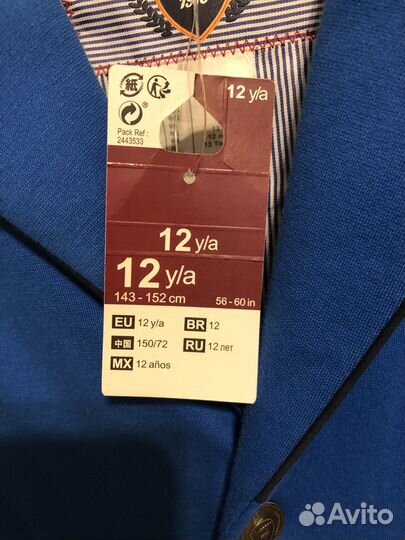 紙
12 y/a
Pack Ref :
2443533
12 y/a
12 y/a
143 - 152 cm
56 - 60 in
EU 12 y/a
BR 12
中国 150/72
RU 12 лет
MX 12 años
Avito